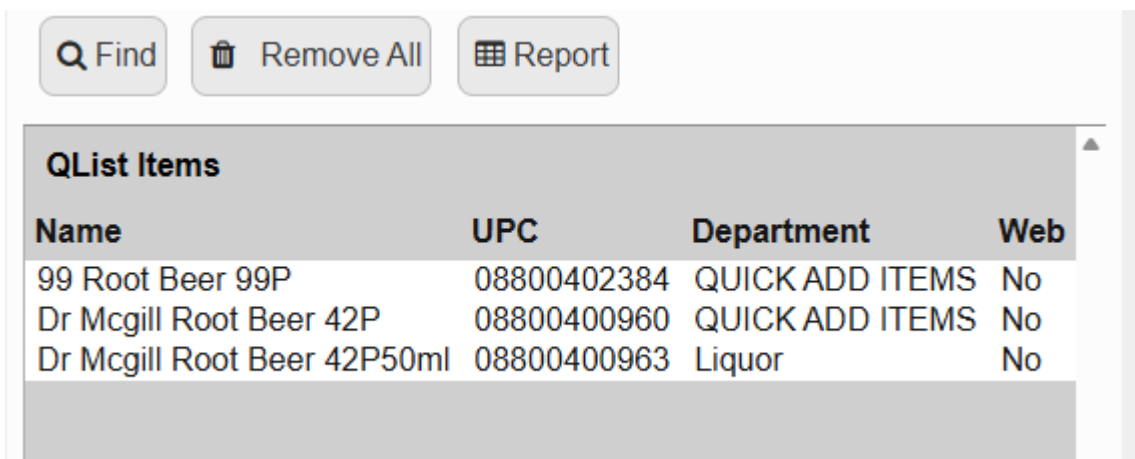 Find Remove All Report
QList Items
Name UPC Department Web
99 Root Beer 99P 08800402384 QUICK ADD ITEMS No
Dr Mcgill Root Beer 42P 08800400960 QUICK ADD ITEMS No
Dr Mcgill Root Beer 42P50ml 08800400963 Liquor No